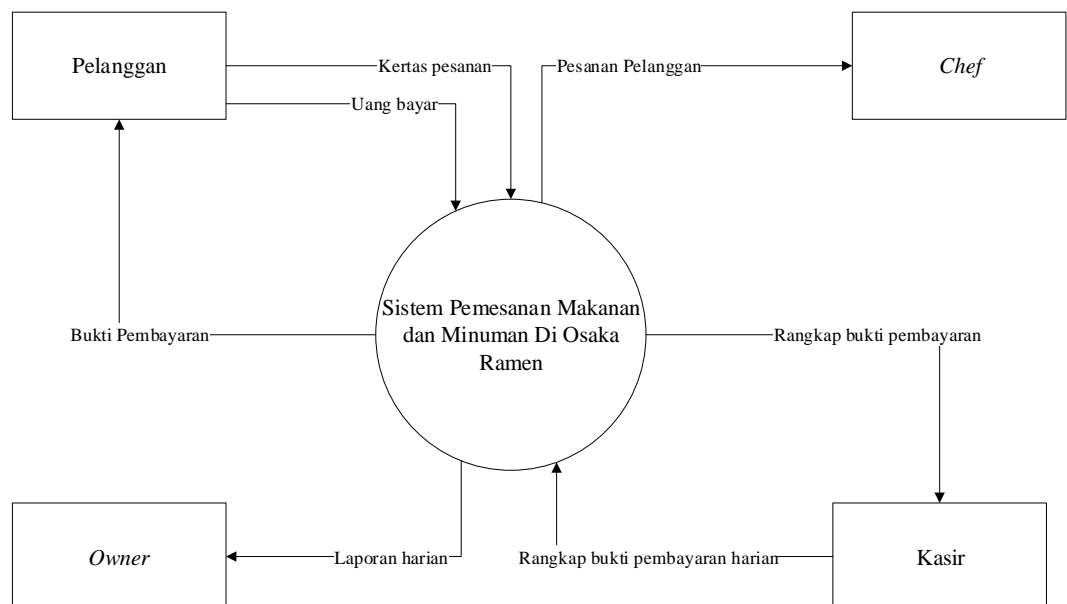 Pelanggan
Kertas pesanan
Pesanan Pelanggan
Chef
Uang bayar
Sistem Pemesanan Makanan
dan Minuman Di Osaka
Ramen
Bukti Pembayaran
Rangkap bukti pembayaran
Owner
Laporan harian
Rangkap bukti pembayaran harian
Kasir